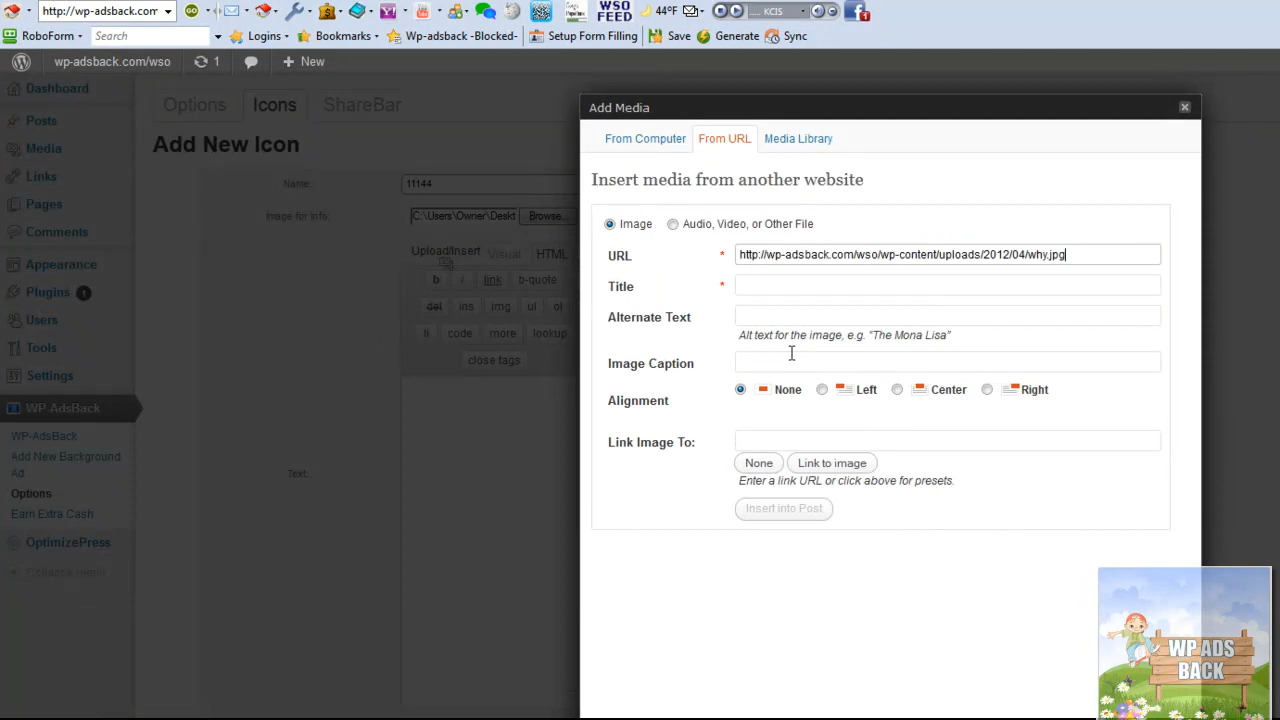 http://wp-adsback.com
GO
WSO
FEED
44°F
KCIS
1
RoboForm
Search
Logins
Bookmarks
Wp-adsback -Blocked-
Setup Form Filling
Save
Generate
Sync
wp-adsback.com/wso
1
New
Dashboard
Posts
Media
Links
Pages
Comments
Appearance
Plugins 1
Users
Tools
Settings
WP-AdsBack
WP-AdsBack
Add New Background
Ad
Options
Earn Extra Cash
OptimizePress
Collapse menu
Options
Icons
ShareBar
Add New Icon
Name:
11144
Image for Info:
C:\Users\Owner\Deskt
Browse...
Upload/Insert
Visual
HTML
b
i
link
b-quote
del
ins
img
ul
ol
li
code
more
lookup
close tags
Text:
Add Media
From Computer
From URL
Media Library
Insert media from another website
Image
Audio, Video, or Other File
URL *
http://wp-adsback.com/wso/wp-content/uploads/2012/04/why.jpg
Title *
Alternate Text
Alt text for the image, e.g. “The Mona Lisa”
Image Caption
Alignment
None
Left
Center
Right
Link Image To:
None
Link to image
Enter a link URL or click above for presets.
Insert into Post
WP ADS
BACK